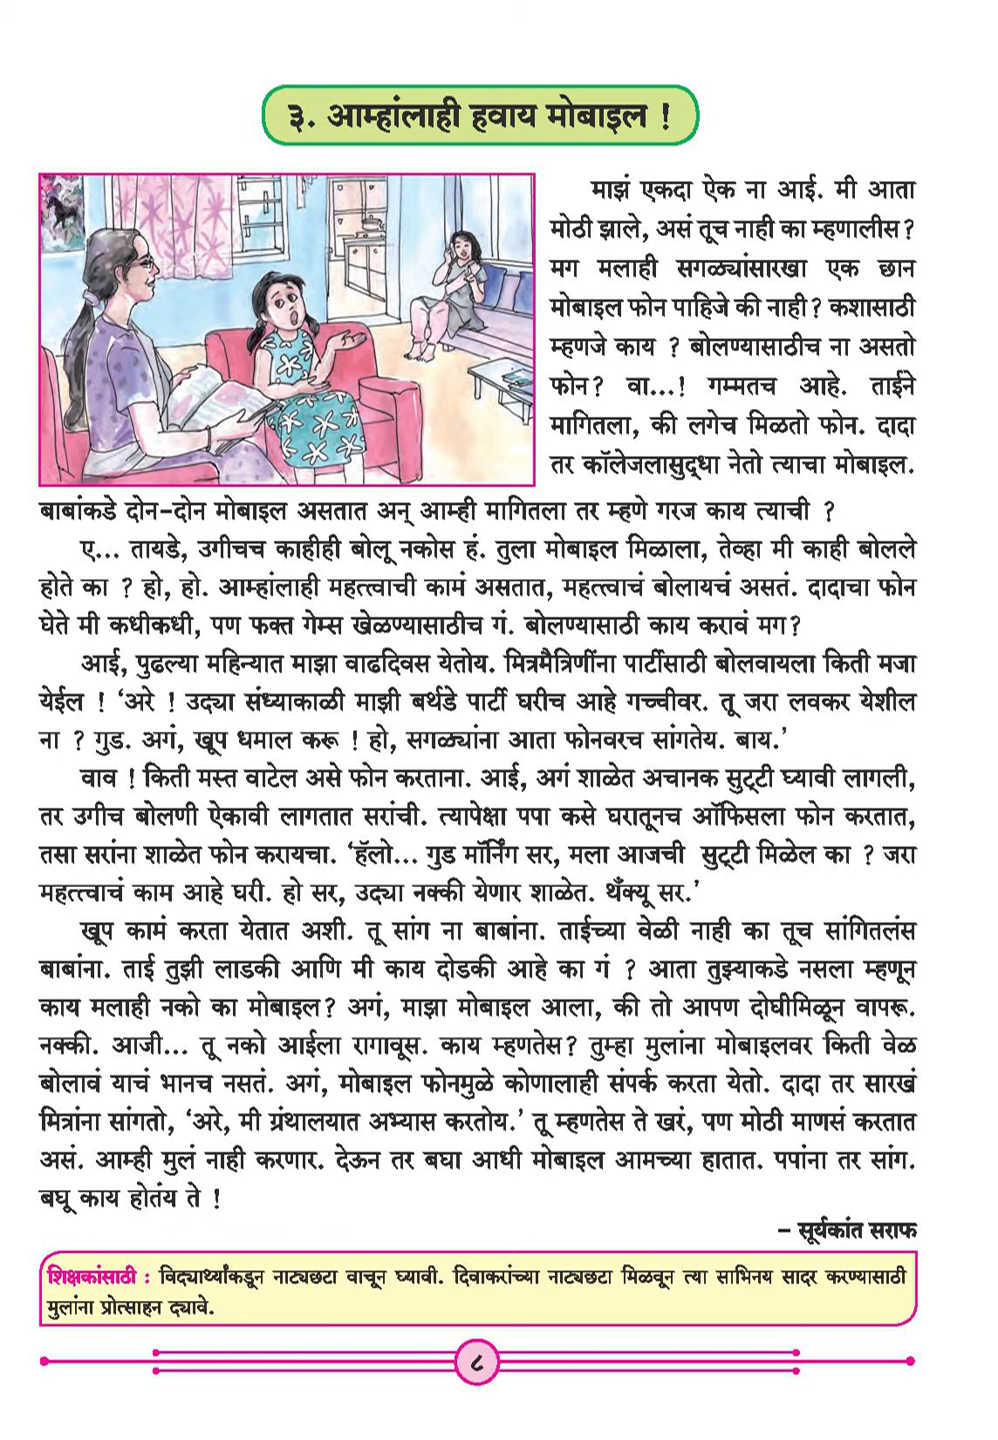 ३. आम्हांलाही हवाय मोबाइल !
माझं एकदा ऐक ना आई. मी आता
मोठी झाले, असं तूच नाही का म्हणालीस?
मग मलाही सगळ्यांसारखा एक छान
मोबाइल फोन पाहिजे की नाही? कशासाठी
म्हणजे काय ? बोलण्यासाठीच ना असतो
फोन? वा...! गम्मतच आहे. ताईने
मागितला, की लगेच मिळतो फोन. दादा
तर कॉलेजलासुद्धा नेतो त्याचा मोबाइल.
बाबांकडे दोन-दोन मोबाइल असतात अन् आम्ही मागितला तर म्हणे गरज काय त्याची ?
ए... तायडे, उगीचच काहीही बोलू नकोस हं. तुला मोबाइल मिळाला, तेव्हा मी काही बोलले
होते का ? हो, हो. आम्हांलाही महत्त्वाची कामं असतात, महत्त्वाचं बोलायचं असतं. दादाचा फोन
घेते मी कधीकधी, पण फक्त गेम्स खेळण्यासाठीच गं. बोलण्यासाठी काय करावं मग?
आई, पुढल्या महिन्यात माझा वाढदिवस येतोय. मित्रमैत्रिणींना पार्टीसाठी बोलवायला किती मजा
येईल ! ‘अरे ! उद्या संध्याकाळी माझी बर्थडे पार्टी घरीच आहे गच्चीवर. तू जरा लवकर येशील
ना ? गुड. अगं, खूप धमाल करू ! हो, सगळ्यांना आता फोनवरच सांगतेय. बाय.’
वाव ! किती मस्त वाटेल असे फोन करताना. आई, अगं शाळेत अचानक सुट्टी घ्यावी लागली,
तर उगीच बोलणी ऐकावी लागतात सरांची. त्यापेक्षा पपा कसे घरातूनच ऑफिसला फोन करतात,
तसा सरांना शाळेत फोन करायचा. ‘हॅलो... गुड मॉर्निंग सर, मला आजची सुट्टी मिळेल का ? जरा
महत्त्वाचं काम आहे घरी. हो सर, उद्या नक्की येणार शाळेत. थँक्यू सर.’
खूप कामं करता येतात अशी. तू सांग ना बाबांना. ताईच्या वेळी नाही का तूच सांगितलंस
बाबांना. ताई तुझी लाडकी आणि मी काय दोडकी आहे का गं ? आता तुझ्याकडे नसला म्हणून
काय मलाही नको का मोबाइल? अगं, माझा मोबाइल आला, की तो आपण दोघीमिळून वापरू.
नक्की. आजी... तू नको आईला रागावूस. काय म्हणतेस? तुम्हा मुलांना मोबाइलवर किती वेळ
बोलावं याचं भानच नसतं. अगं, मोबाइल फोनमुळे कोणालाही संपर्क करता येतो. दादा तर सारखं
मित्रांना सांगतो, ‘अरे, मी ग्रंथालयात अभ्यास करतोय.’ तू म्हणतेस ते खरं, पण मोठी माणसं करतात
असं. आम्ही मुलं नाही करणार. देऊन तर बघा आधी मोबाइल आमच्या हातात. पपांना तर सांग.
बघू काय होतंय ते !
– सूर्यकांत सराफ
शिक्षकांसाठी : विद्यार्थ्यांकडून नाट्यछटा वाचून घ्यावी. दिवाकरांच्या नाट्यछटा मिळवून त्या साभिनय सादर करण्यासाठी
मुलांना प्रोत्साहन द्यावे.
८